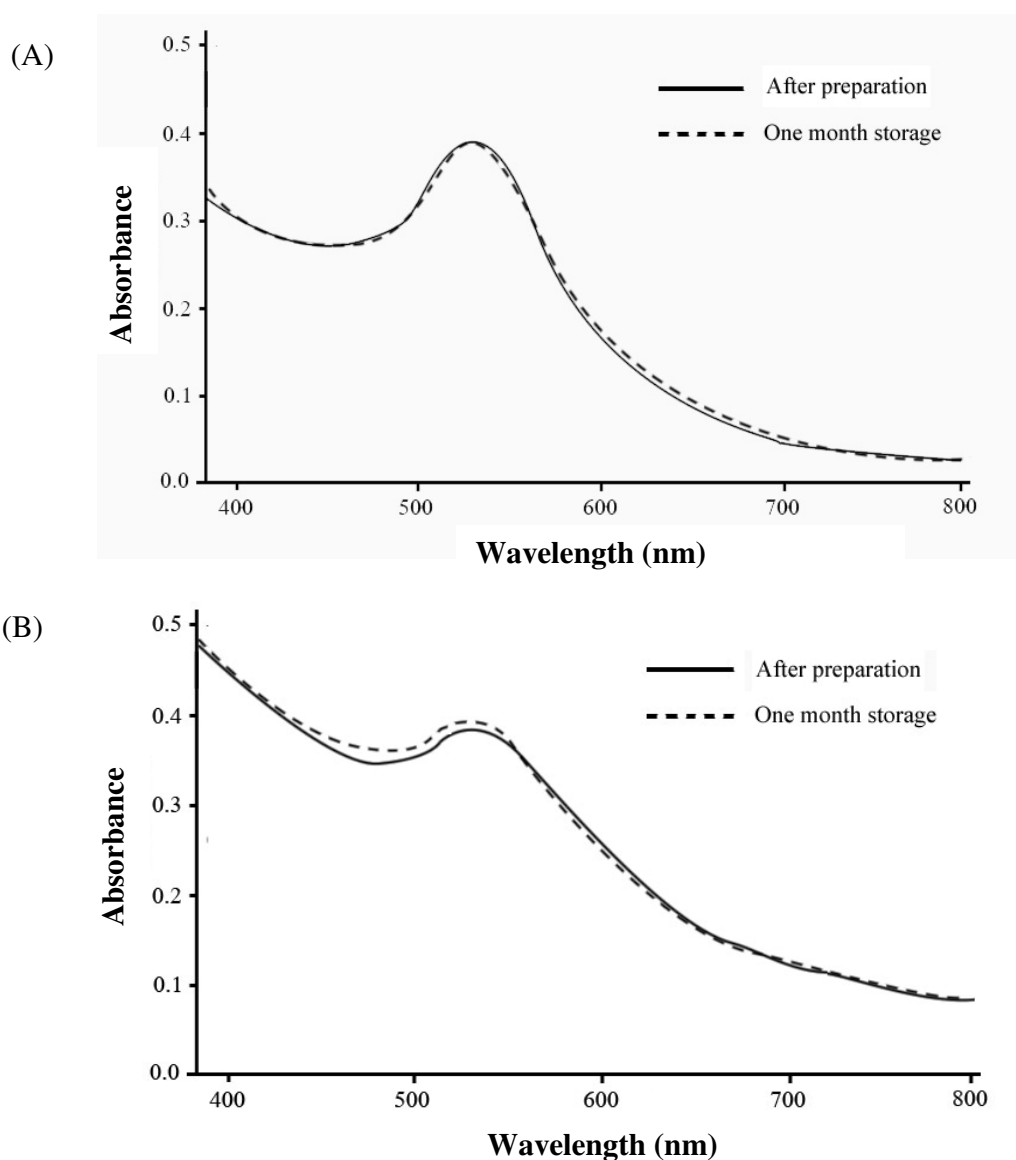 (A)
0.5
0.4
0.3
0.2
0.1
0.0
Absorbance
After preparation
One month storage
400 500 600 700 800
Wavelength (nm)
(B)
0.5
0.4
0.3
0.2
0.1
0.0
Absorbance
After preparation
One month storage
400 500 600 700 800
Wavelength (nm)